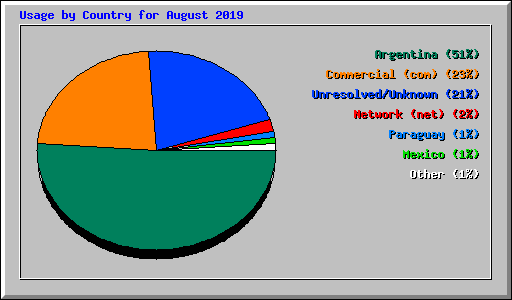 Usage by Country for August 2019
Argentina (51%)
Commercial (com) (23%)
Unresolved/Unknown (21%)
Network (net) (2%)
Paraguay (1%)
Mexico (1%)
Other (1%)